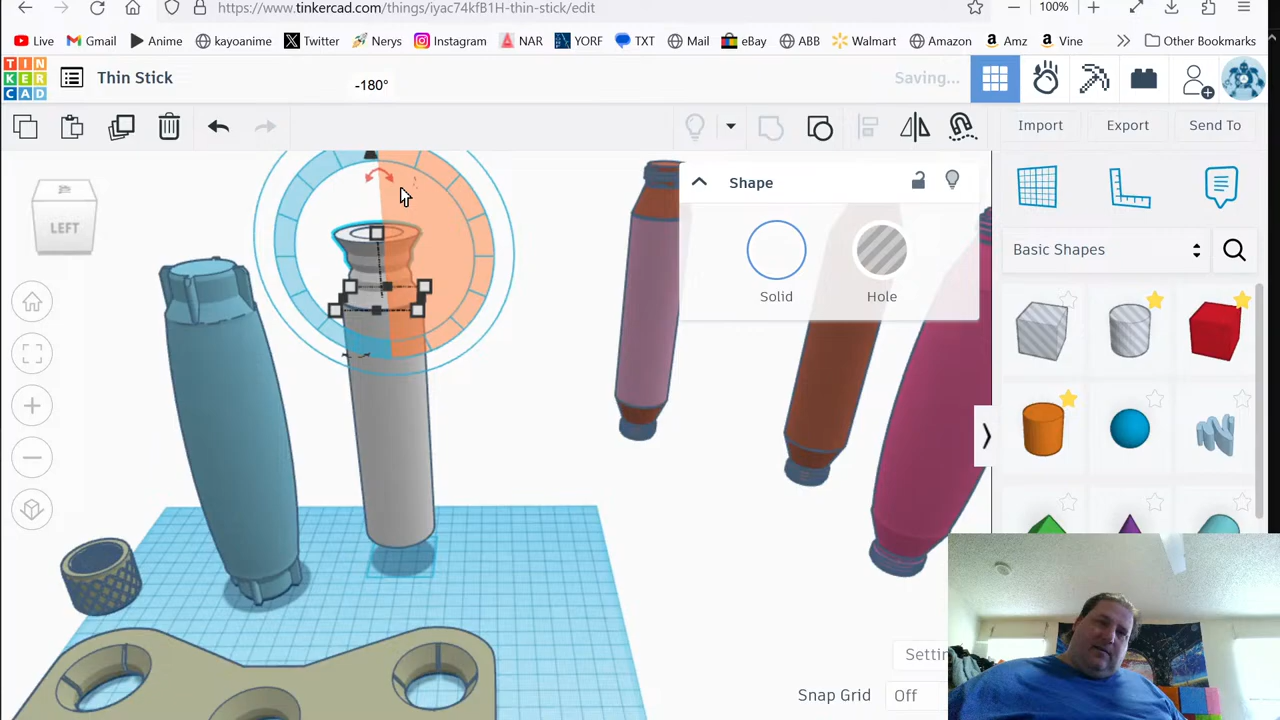 https://www.tinkercad.com/things/iyac74kfB1H-thin-stick/edit
100%
Live
Gmail
Anime
kayoanime
Twitter
Nerys
Instagram
NAR
YORF
TXT
Mail
eBay
ABB
Walmart
Amazon
Amz
Vine
Other Bookmarks
TIN
KER
CAD
Thin Stick
-180°
Saving...
Import
Export
Send To
Shape
Solid
Hole
LEFT
Basic Shapes
Settin
Snap Grid
Off